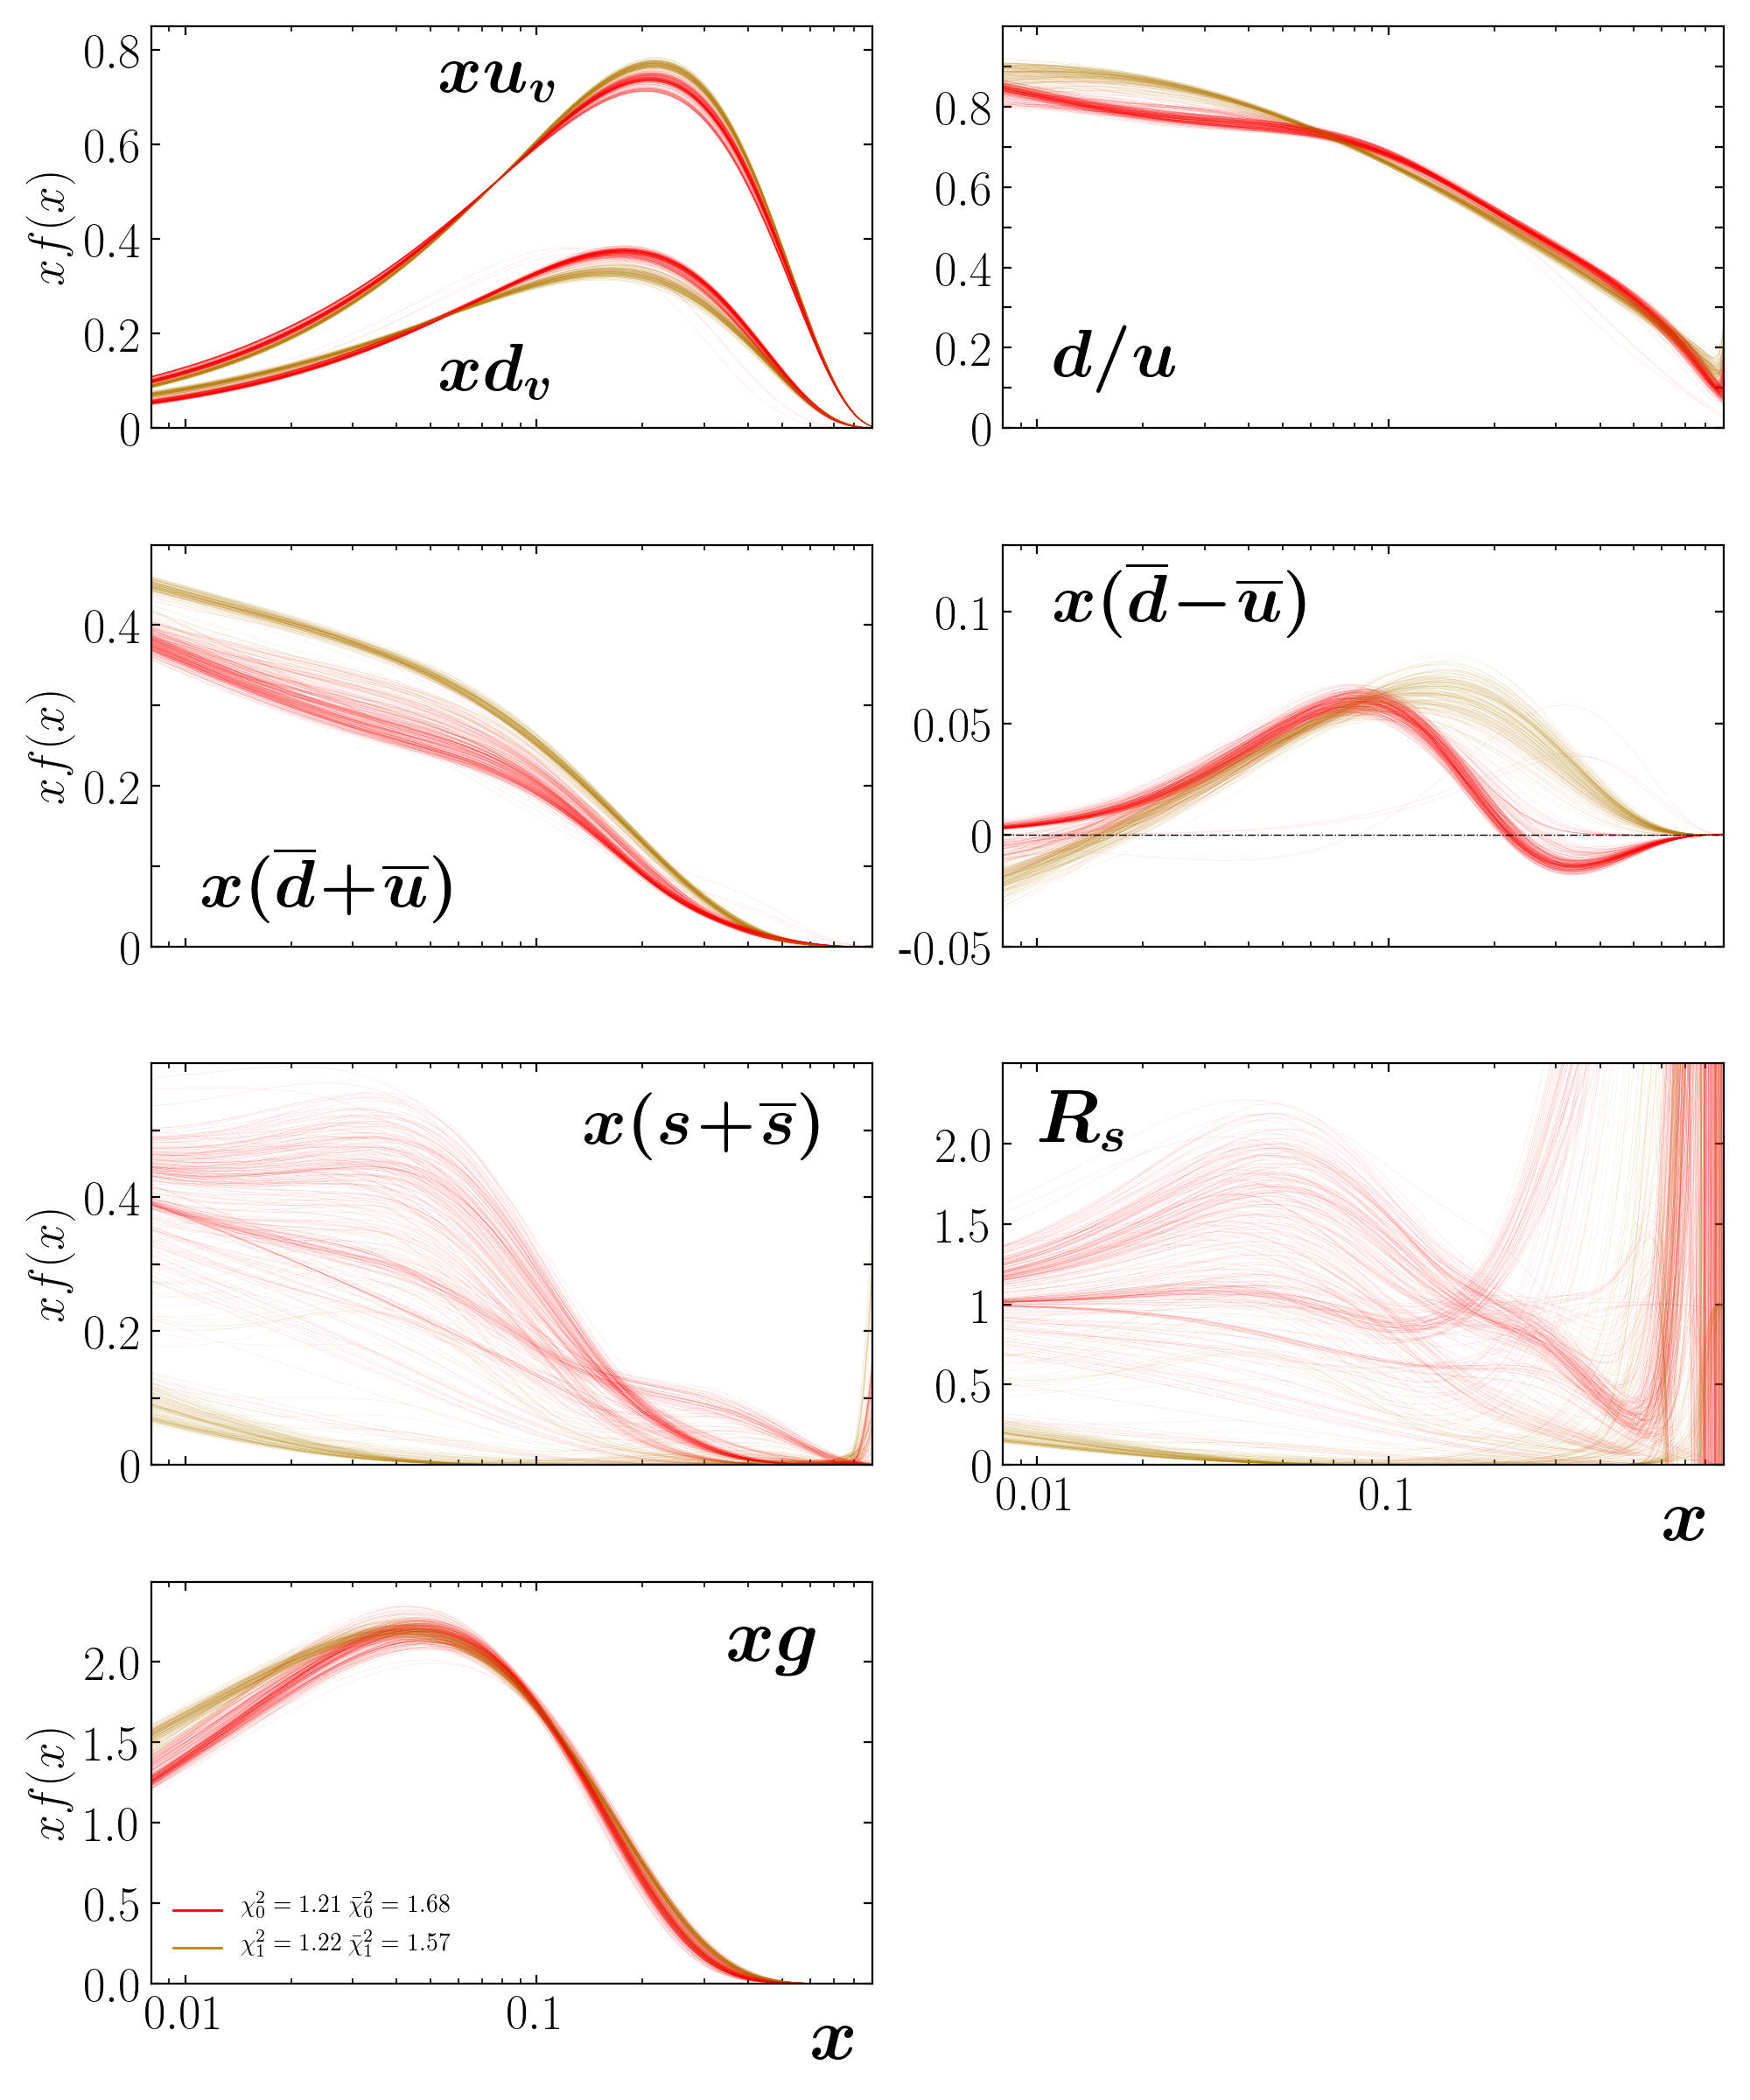 0.8
0.6
0.4
0.2
0
xf(x)
xu_v
xd_v
0.8
0.6
0.4
0.2
0
d/u
0.4
0.2
0
xf(x)
x(d̅+u̅)
0.1
0.05
0
-0.05
x(d̅−u̅)
0.4
0.2
0
xf(x)
x(s+s̅)
2.0
1.5
1
0.5
0
R_s
0.01 0.1
x
2.0
1.5
1.0
0.5
0.0
xf(x)
xg
χ₀² = 1.21 χ̄₀² = 1.68
χ₁² = 1.22 χ̄₁² = 1.57
0.01 0.1
x